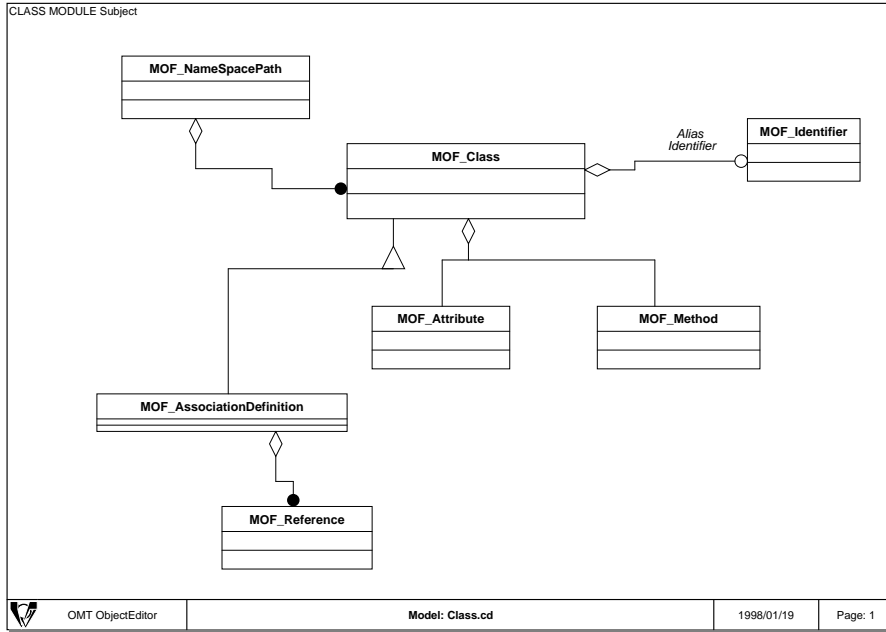 CLASS MODULE Subject
MOF_NameSpacePath
MOF_Class
Alias
Identifier
MOF_Identifier
MOF_Attribute
MOF_Method
MOF_AssociationDefinition
MOF_Reference
OMT ObjectEditor
Model: Class.cd
1998/01/19
Page: 1